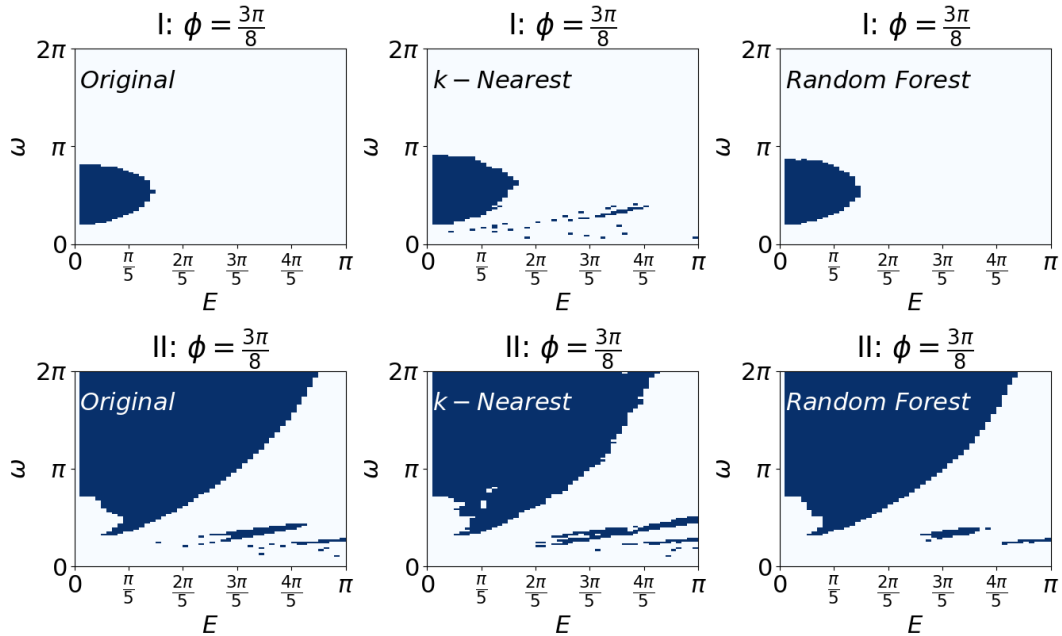 I: ϕ = 3π/8
I: ϕ = 3π/8
I: ϕ = 3π/8
2π
Original
ω
π
0
0 π/5 2π/5 3π/5 4π/5 π
E
2π
k − Nearest
ω
π
0
0 π/5 2π/5 3π/5 4π/5 π
E
2π
Random Forest
ω
π
0
0 π/5 2π/5 3π/5 4π/5 π
E
II: ϕ = 3π/8
II: ϕ = 3π/8
II: ϕ = 3π/8
2π
Original
ω
π
0
0 π/5 2π/5 3π/5 4π/5 π
E
2π
k − Nearest
ω
π
0
0 π/5 2π/5 3π/5 4π/5 π
E
2π
Random Forest
ω
π
0
0 π/5 2π/5 3π/5 4π/5 π
E